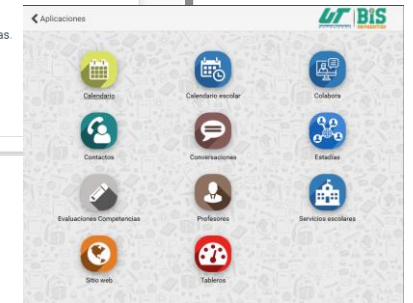 as.
Aplicaciones
UT BIS
Calendario
Calendario escolar
Colabora
Contactos
Conversaciones
Estadías
Evaluaciones Competencias
Profesores
Servicios escolares
Sitio web
Tableros